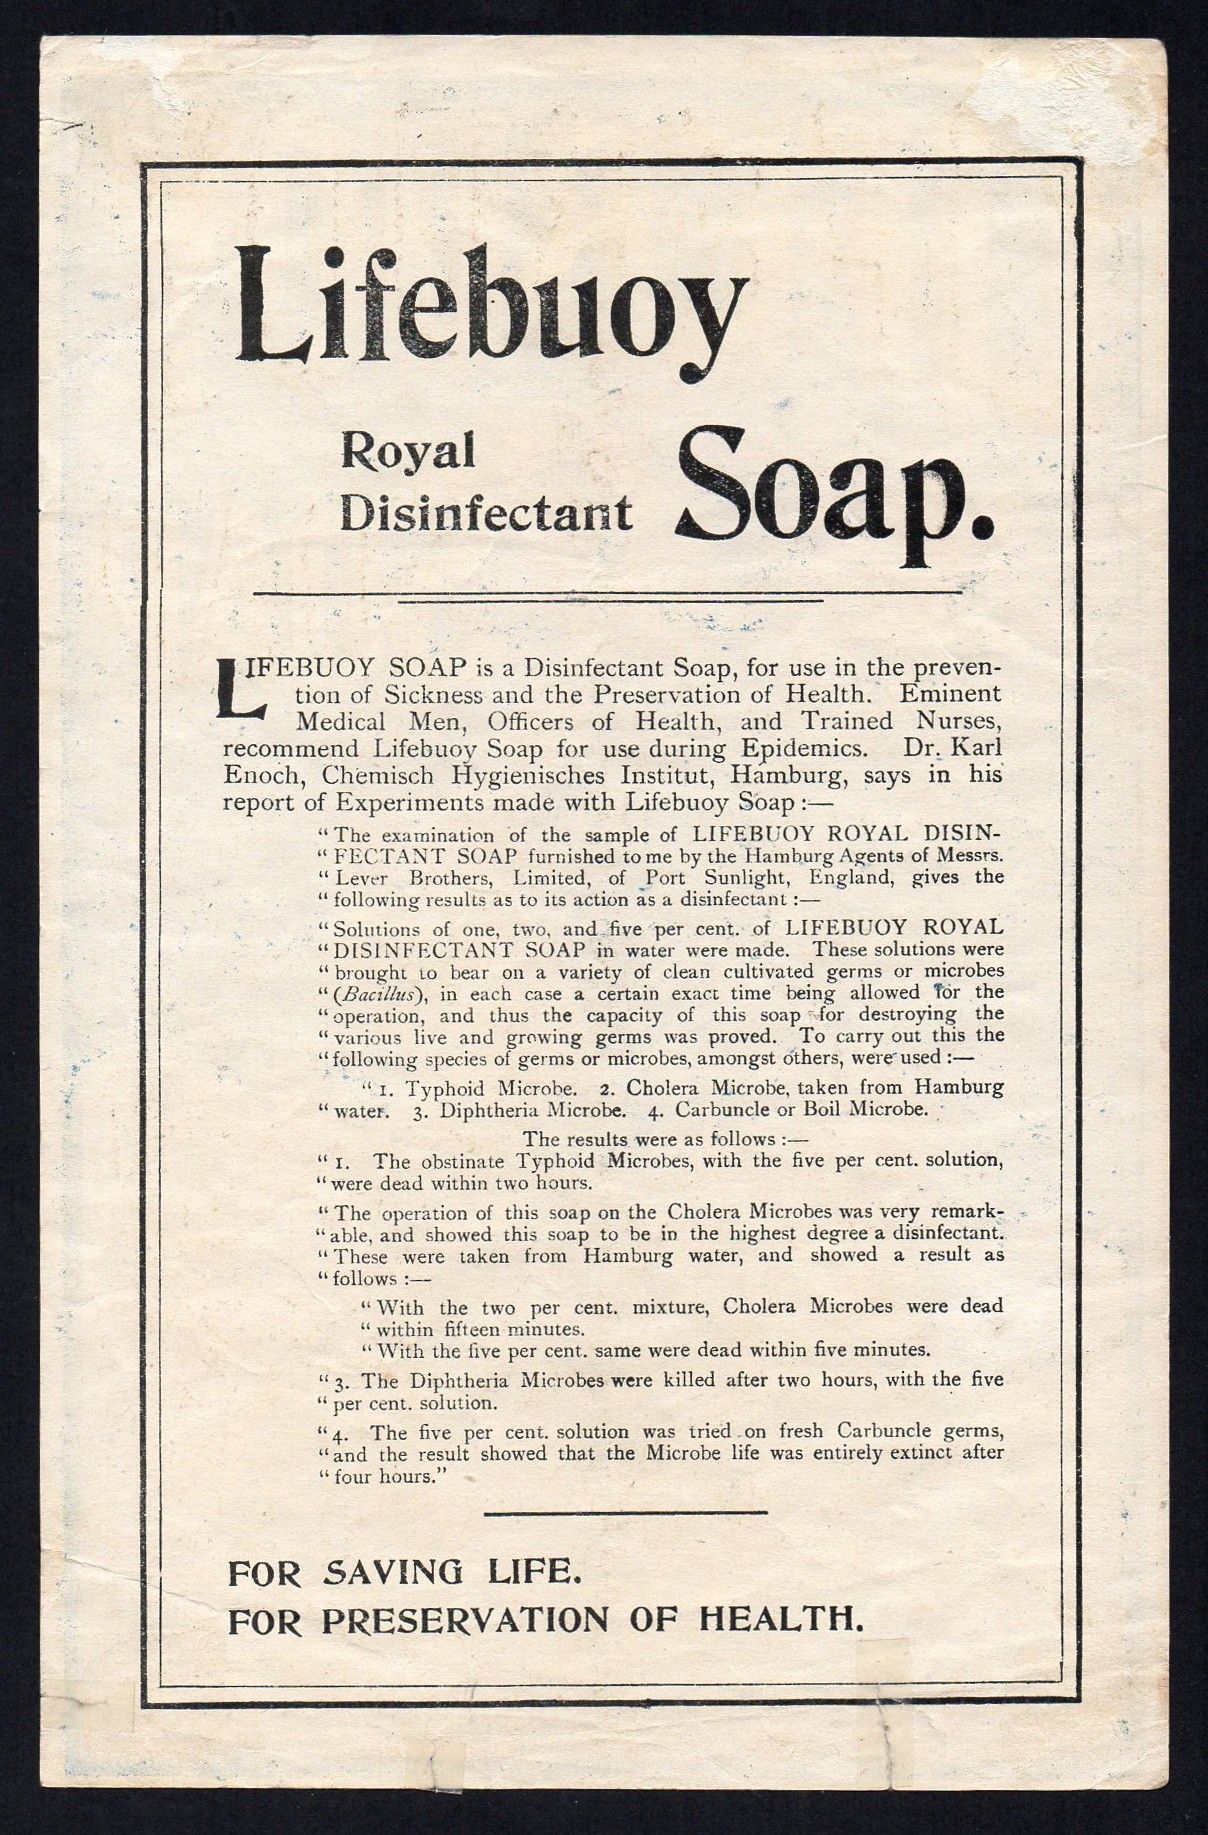 Lifebuoy
Royal
Disinfectant Soap.
LIFEBUOY SOAP is a Disinfectant Soap, for use in the preven-
tion of Sickness and the Preservation of Health. Eminent
Medical Men, Officers of Health, and Trained Nurses,
recommend Lifebuoy Soap for use during Epidemics. Dr. Karl
Enoch, Chemisch Hygienisches Institut, Hamburg, says in his
report of Experiments made with Lifebuoy Soap :—
“ The examination of the sample of LIFEBUOY ROYAL DISIN-
“ FECTANT SOAP furnished to me by the Hamburg Agents of Messrs.
“ Lever Brothers, Limited, of Port Sunlight, England, gives the
“ following results as to its action as a disinfectant :—
“ Solutions of one, two, and five per cent. of LIFEBUOY ROYAL
“ DISINFECTANT SOAP in water were made. These solutions were
“ brought to bear on a variety of clean cultivated germs or microbes
“ (Bacillus), in each case a certain exact time being allowed for the
“ operation, and thus the capacity of this soap for destroying the
“ various live and growing germs was proved. To carry out this the
“ following species of germs or microbes, amongst others, were used :—
“ 1. Typhoid Microbe. 2. Cholera Microbe, taken from Hamburg
“ water. 3. Diphtheria Microbe. 4. Carbuncle or Boil Microbe.
The results were as follows :—
“ 1. The obstinate Typhoid Microbes, with the five per cent. solution,
“ were dead within two hours.
“ The operation of this soap on the Cholera Microbes was very remark-
“ able, and showed this soap to be in the highest degree a disinfectant.
“ These were taken from Hamburg water, and showed a result as
“ follows :—
“ With the two per cent. mixture, Cholera Microbes were dead
“ within fifteen minutes.
“ With the five per cent. same were dead within five minutes.
“ 3. The Diphtheria Microbes were killed after two hours, with the five
“ per cent. solution.
“ 4. The five per cent. solution was tried on fresh Carbuncle germs,
“ and the result showed that the Microbe life was entirely extinct after
“ four hours.”
FOR SAVING LIFE.
FOR PRESERVATION OF HEALTH.